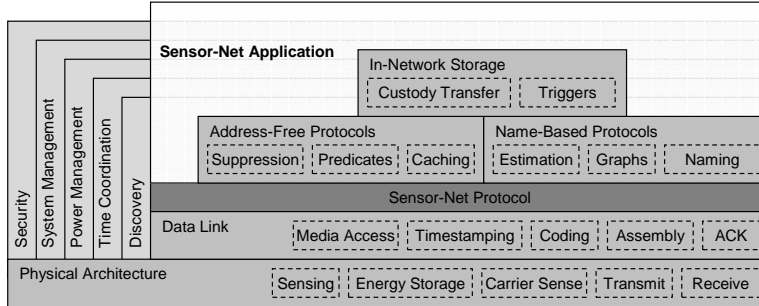 Sensor-Net Application
In-Network Storage
Custody Transfer Triggers
Address-Free Protocols
Suppression Predicates Caching
Name-Based Protocols
Estimation Graphs Naming
Sensor-Net Protocol
Data Link
Media Access Timestamping Coding Assembly ACK
Physical Architecture
Sensing Energy Storage Carrier Sense Transmit Receive
Security
System Management
Power Management
Time Coordination
Discovery